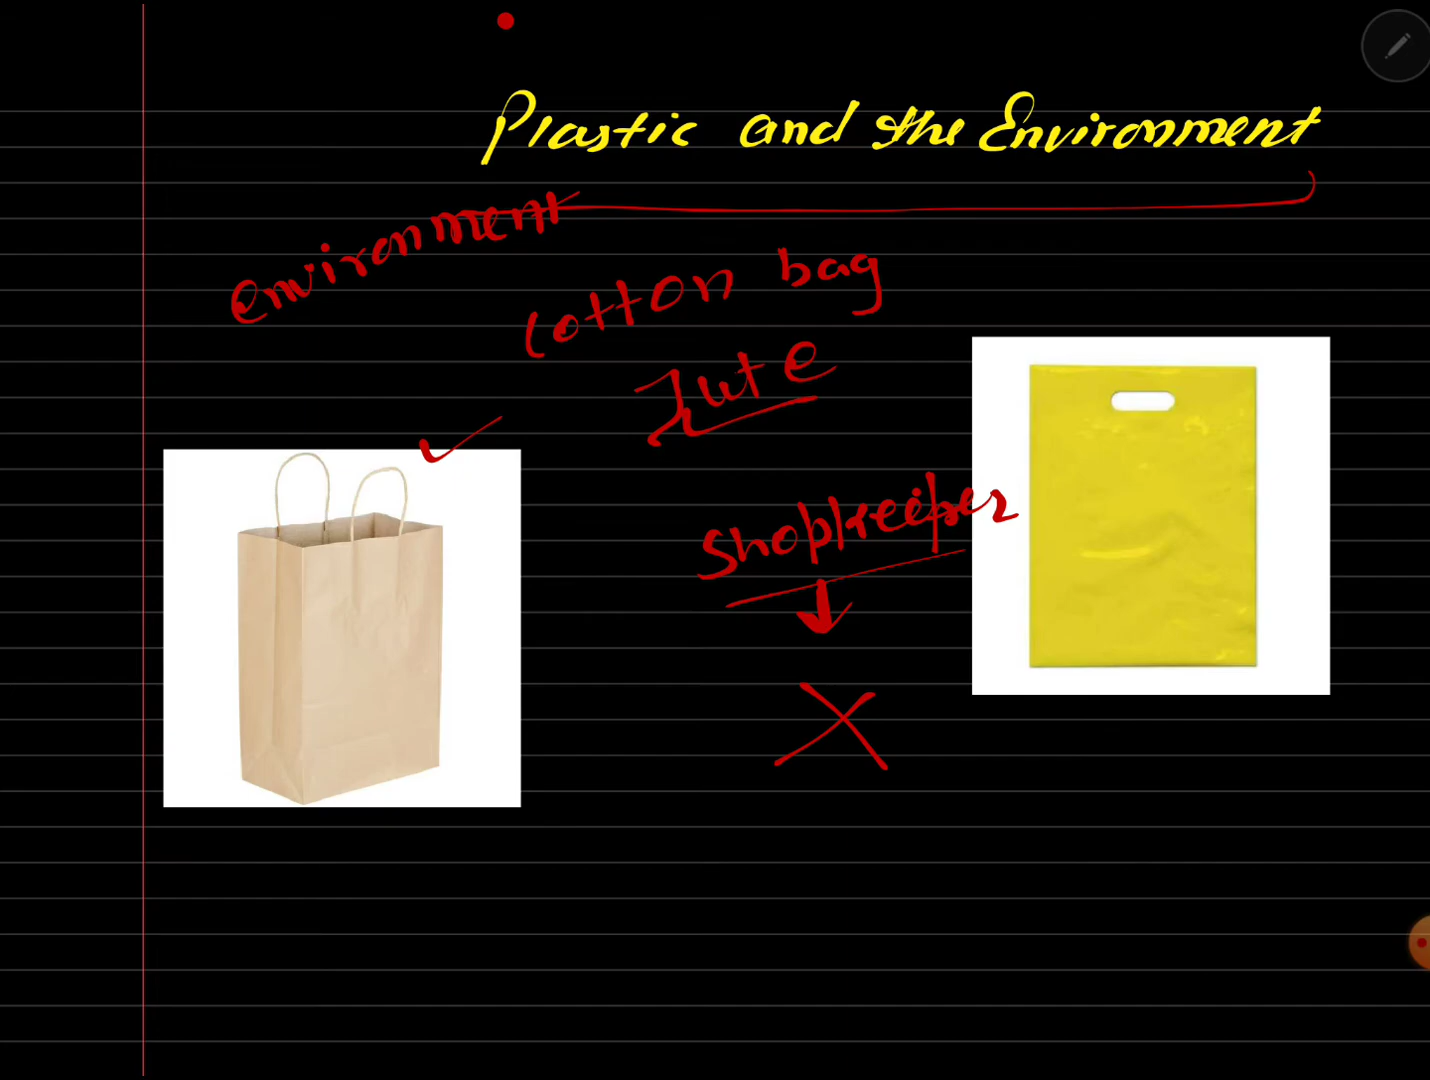 Plastic and the Environment
environment
cotton bag
Jute
Shopkeeper